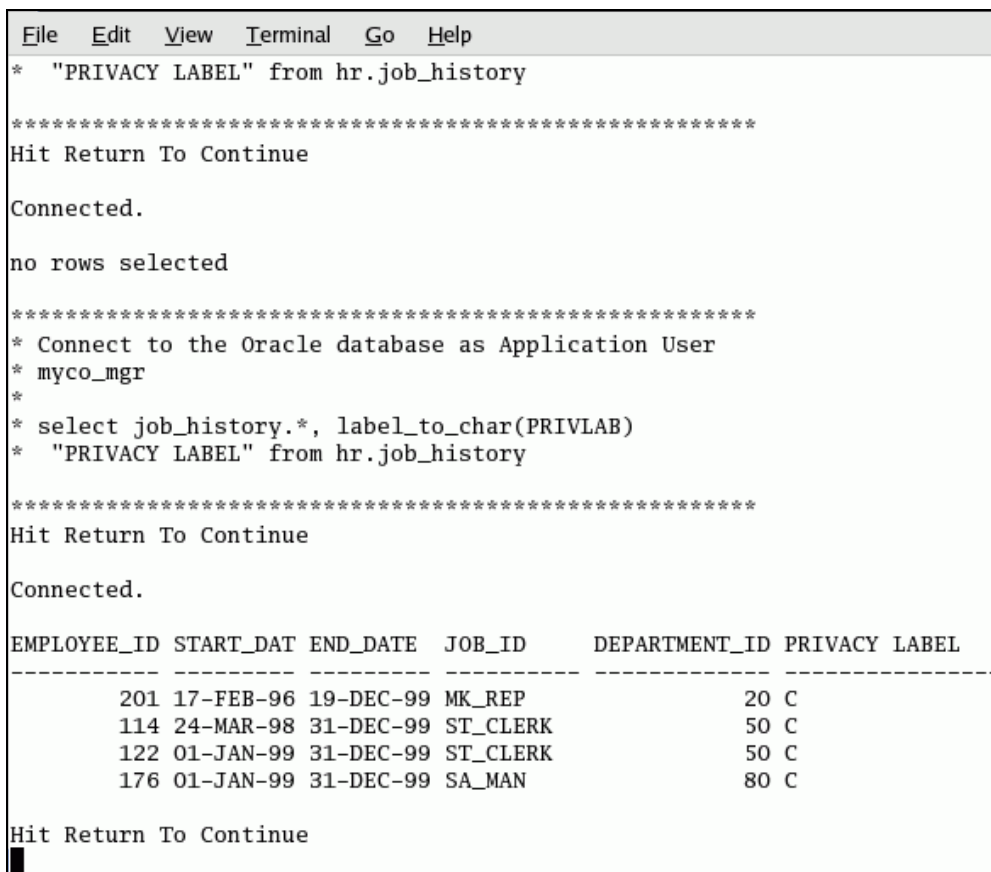 File Edit View Terminal Go Help
*  "PRIVACY LABEL" from hr.job_history
*******************************************************
Hit Return To Continue
Connected.
no rows selected
*******************************************************
* Connect to the Oracle database as Application User
* myco_mgr
*
* select job_history.*, label_to_char(PRIVLAB)
*  "PRIVACY LABEL" from hr.job_history
*******************************************************
Hit Return To Continue
Connected.
EMPLOYEE_ID START_DAT END_DATE  JOB_ID     DEPARTMENT_ID PRIVACY LABEL
----------- --------- --------- ---------- ------------- ---------------
        201 17-FEB-96 19-DEC-99 MK_REP                20 C
        114 24-MAR-98 31-DEC-99 ST_CLERK              50 C
        122 01-JAN-99 31-DEC-99 ST_CLERK              50 C
        176 01-JAN-99 31-DEC-99 SA_MAN                80 C
Hit Return To Continue